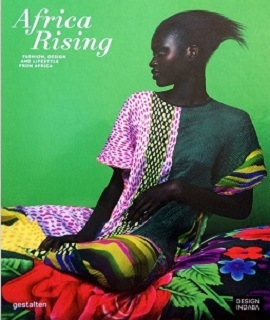 Africa
Rising
FASHION, DESIGN
AND LIFESTYLE
FROM AFRICA
gestalten
DESIGN
INDABA